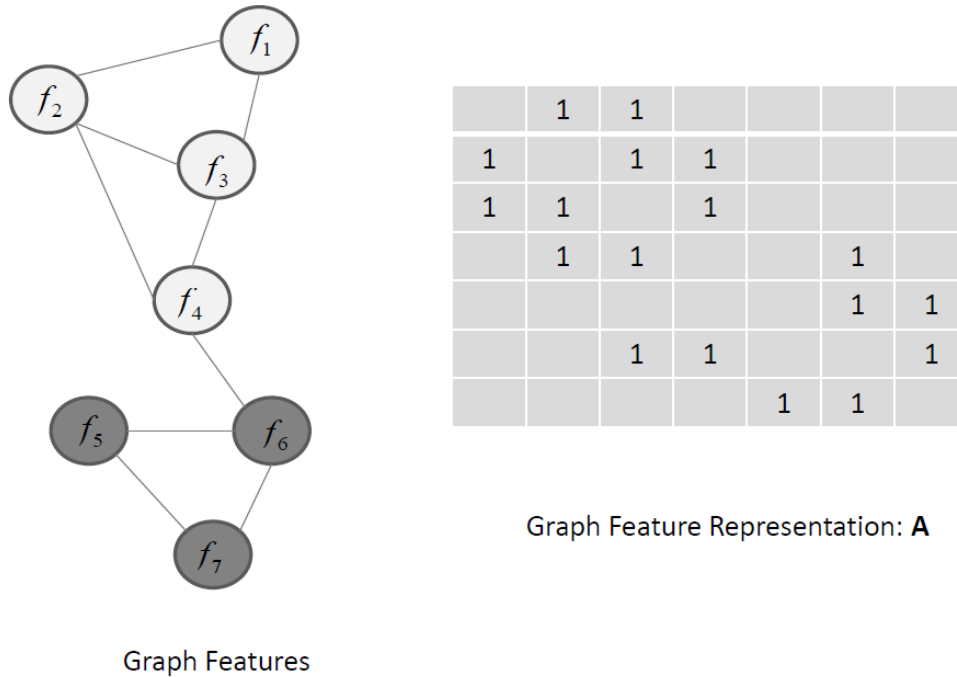 f1
f2
f3
f4
f5
f6
f7
1 1
1 1 1
1 1 1
1 1 1
1 1
1 1 1
1 1
Graph Feature Representation: A
Graph Features